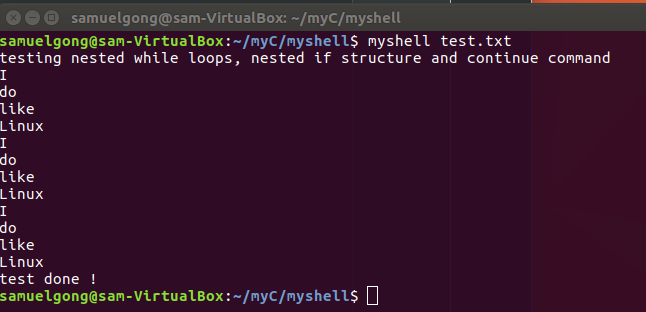 samuelgong@sam-VirtualBox: ~/myC/myshell
samuelgong@sam-VirtualBox:~/myC/myshell$ myshell test.txt
testing nested while loops, nested if structure and continue command
I
do
like
Linux
I
do
like
Linux
I
do
like
Linux
test done !
samuelgong@sam-VirtualBox:~/myC/myshell$